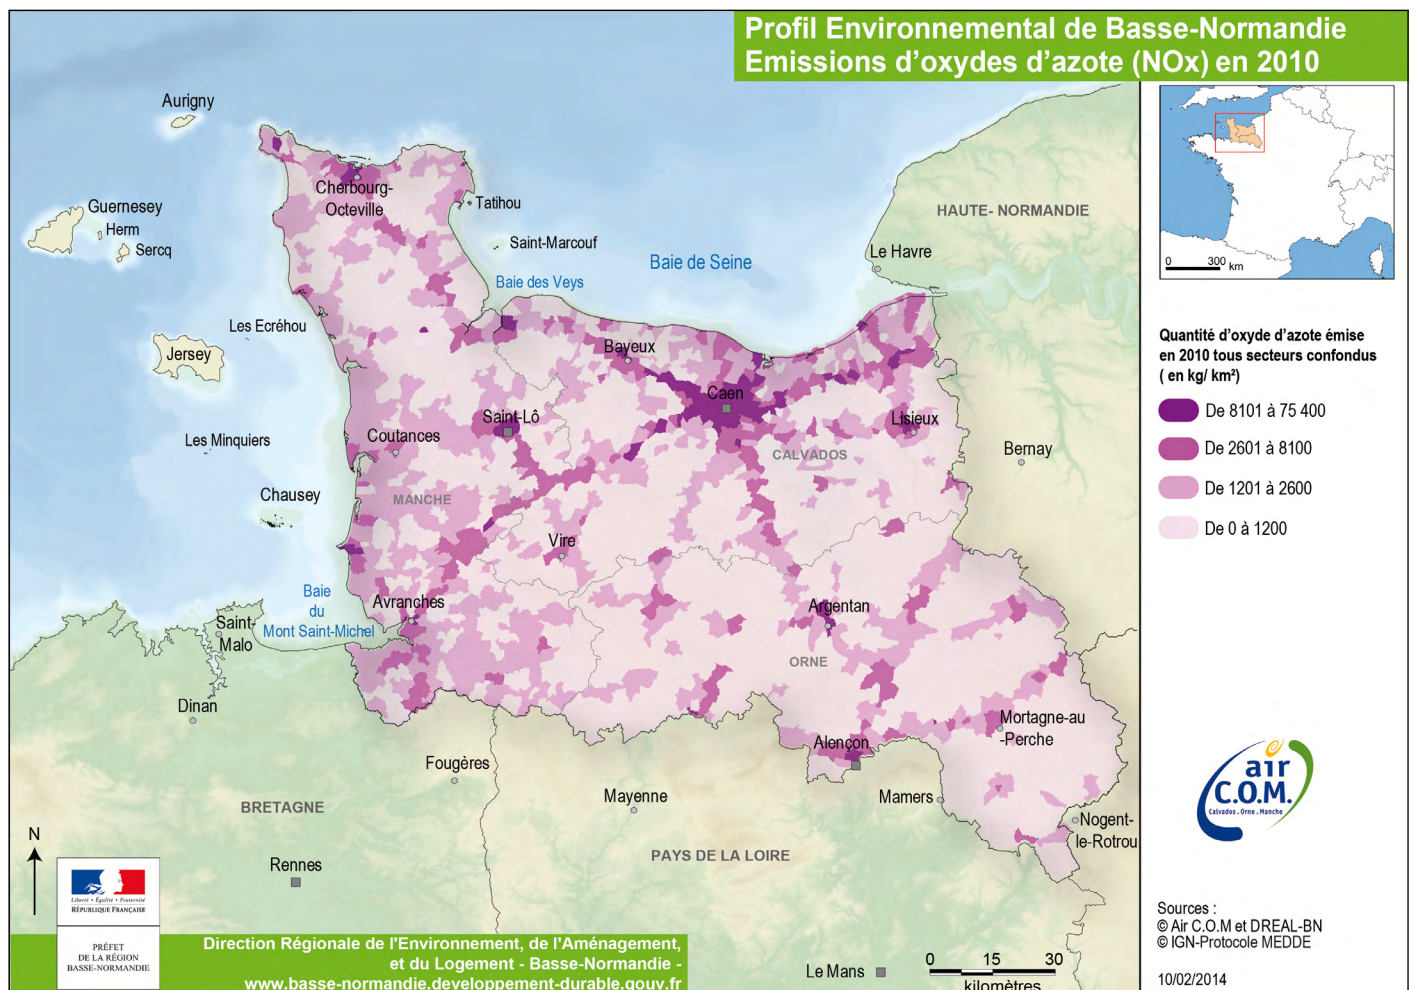 Profil Environnemental de Basse-Normandie
Emissions d'oxydes d'azote (NOx) en 2010
Aurigny
Guernesey
Herm
Sercq
Cherbourg-
Octeville
Tatihou
Saint-Marcouf
Baie des Veys
Baie de Seine
HAUTE- NORMANDIE
Le Havre
Les Ecréhou
Jersey
Bayeux
Caen
Saint-Lô
Lisieux
Les Minquiers
Coutances
CALVADOS
Bernay
Chausey
MANCHE
Vire
Baie
du
Mont Saint-Michel
Avranches
Argentan
Saint-
Malo
ORNE
Dinan
Mortagne-au
-Perche
Alençon
Fougères
Mayenne
Mamers
BRETAGNE
Nogent-
le-Rotrou
PAYS DE LA LOIRE
Rennes
Le Mans
N
0 15 30
kilomètres
0 300 km
Quantité d'oxyde d'azote émise
en 2010 tous secteurs confondus
( en kg/ km²)
De 8101 à 75 400
De 2601 à 8100
De 1201 à 2600
De 0 à 1200
air
C.O.M.
Calvados . Orne . Manche
Sources :
© Air C.O.M et DREAL-BN
© IGN-Protocole MEDDE
10/02/2014
Liberté • Égalité • Fraternité
RÉPUBLIQUE FRANÇAISE
PRÉFET
DE LA RÉGION
BASSE-NORMANDIE
Direction Régionale de l'Environnement, de l'Aménagement,
et du Logement - Basse-Normandie -
www.basse-normandie.developpement-durable.gouv.fr